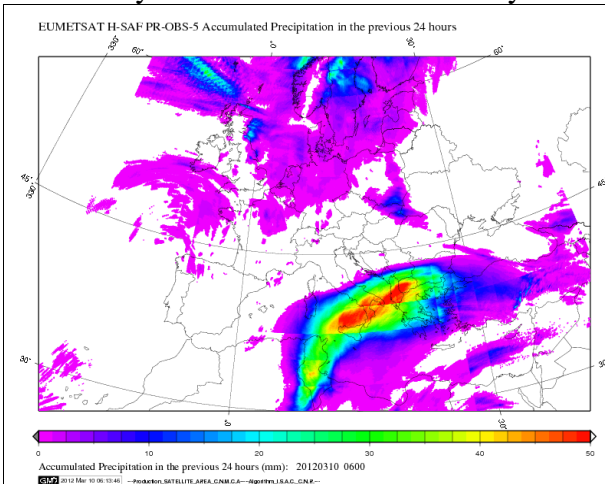 EUMETSAT H-SAF PR-OBS-5 Accumulated Precipitation in the previous 24 hours
330° 0° 30° 60°
60°
45° 45°
330°
30° 30°
0° 30°
0 10 20 30 40 50
Accumulated Precipitation in the previous 24 hours (mm): 20120310 0600
GMT 2012 Mar 10 06:13:46 ---Production_SATELLITE_AREA_C.N.M.C.A---Algorithm_I.S.A.C._C.N.R---